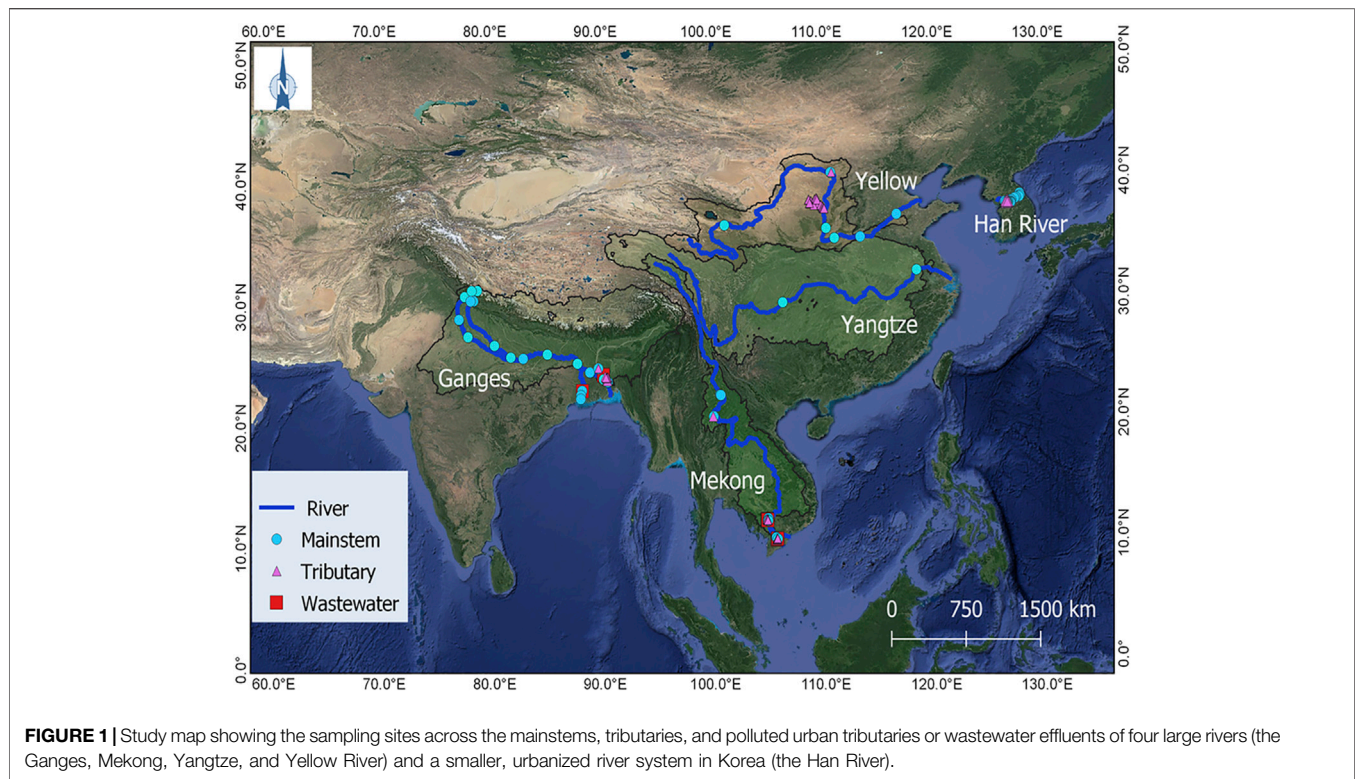 60.0°E 70.0°E 80.0°E 90.0°E 100.0°E 110.0°E 120.0°E 130.0°E
50.0°N 50.0°N
N
40.0°N 40.0°N
Yellow
Han River
30.0°N 30.0°N
Yangtze
Ganges
20.0°N 20.0°N
Mekong
River
Mainstem
10.0°N 10.0°N
Tributary
Wastewater
0 750 1500 km
0.0° 0.0°
60.0°E 70.0°E 80.0°E 90.0°E 100.0°E 110.0°E 120.0°E 130.0°E
FIGURE 1 | Study map showing the sampling sites across the mainstems, tributaries, and polluted urban tributaries or wastewater effluents of four large rivers (the
Ganges, Mekong, Yangtze, and Yellow River) and a smaller, urbanized river system in Korea (the Han River).